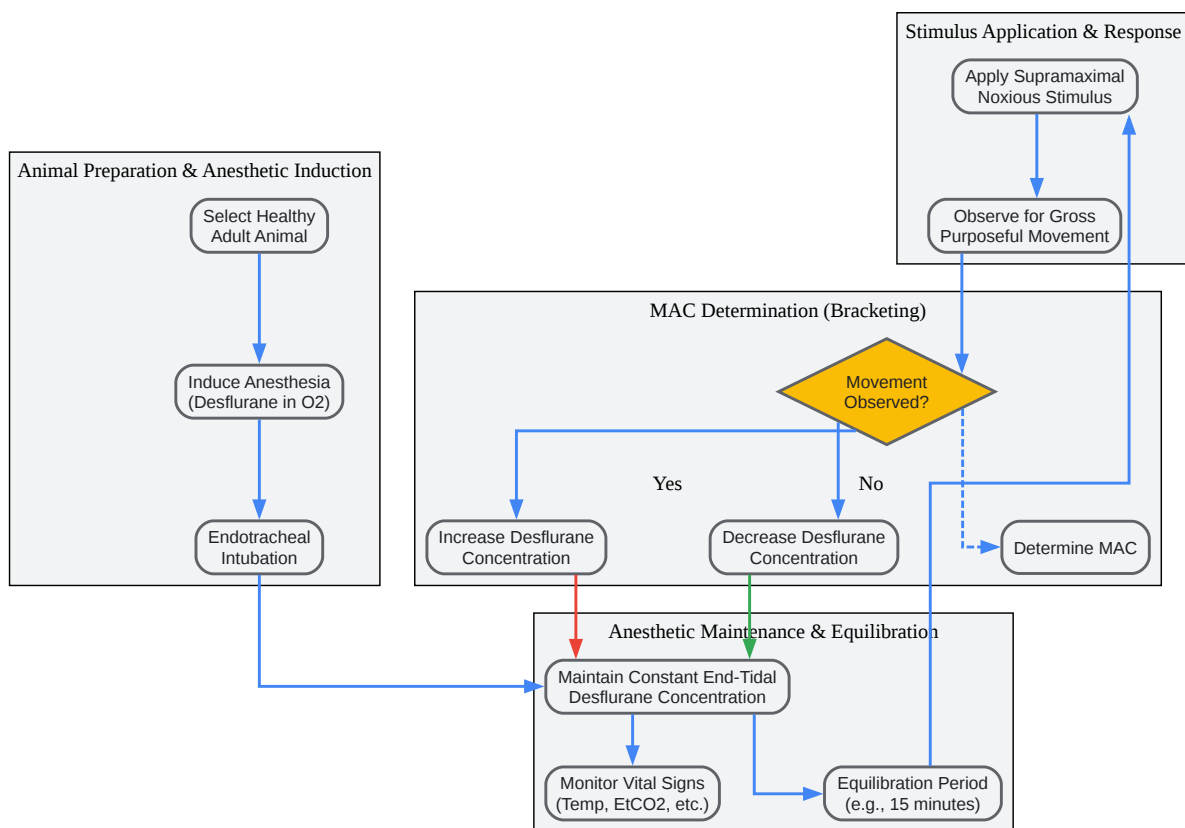 Stimulus Application & Response
Apply Supramaximal
Noxious Stimulus
Observe for Gross
Purposeful Movement
Animal Preparation & Anesthetic Induction
Select Healthy
Adult Animal
Induce Anesthesia
(Desflurane in O2)
Endotracheal
Intubation
MAC Determination (Bracketing)
Movement
Observed?
Yes
No
Increase Desflurane
Concentration
Decrease Desflurane
Concentration
Determine MAC
Anesthetic Maintenance & Equilibration
Maintain Constant End-Tidal
Desflurane Concentration
Monitor Vital Signs
(Temp, EtCO2, etc.)
Equilibration Period
(e.g., 15 minutes)